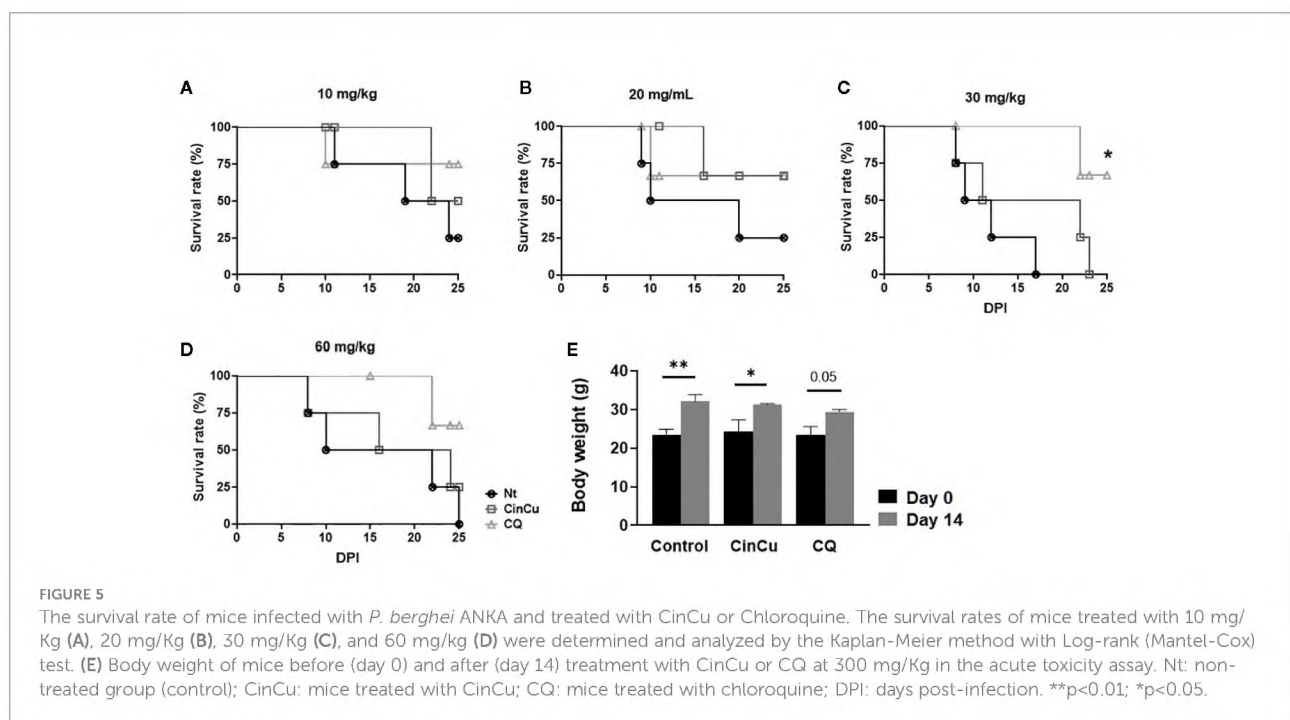 A
10 mg/kg
Survival rate (%)
100
75
50
25
0
0 5 10 15 20 25
B
20 mg/mL
Survival rate (%)
100
75
50
25
0
0 5 10 15 20 25
C
30 mg/kg
Survival rate (%)
100
75
50
25
0
*
0 5 10 15 20 25
DPI
D
60 mg/kg
Survival rate (%)
100
75
50
25
0
0 5 10 15 20 25
DPI
Nt
CinCu
CQ
E
Body weight (g)
40
30
20
10
0
** * 0.05
Control CinCu CQ
Day 0
Day 14
FIGURE 5
The survival rate of mice infected with P. berghei ANKA and treated with CinCu or Chloroquine. The survival rates of mice treated with 10 mg/
Kg (A), 20 mg/Kg (B), 30 mg/Kg (C), and 60 mg/kg (D) were determined and analyzed by the Kaplan-Meier method with Log-rank (Mantel-Cox)
test. (E) Body weight of mice before (day 0) and after (day 14) treatment with CinCu or CQ at 300 mg/Kg in the acute toxicity assay. Nt: non-
treated group (control); CinCu: mice treated with CinCu; CQ: mice treated with chloroquine; DPI: days post-infection. **p<0.01; *p<0.05.